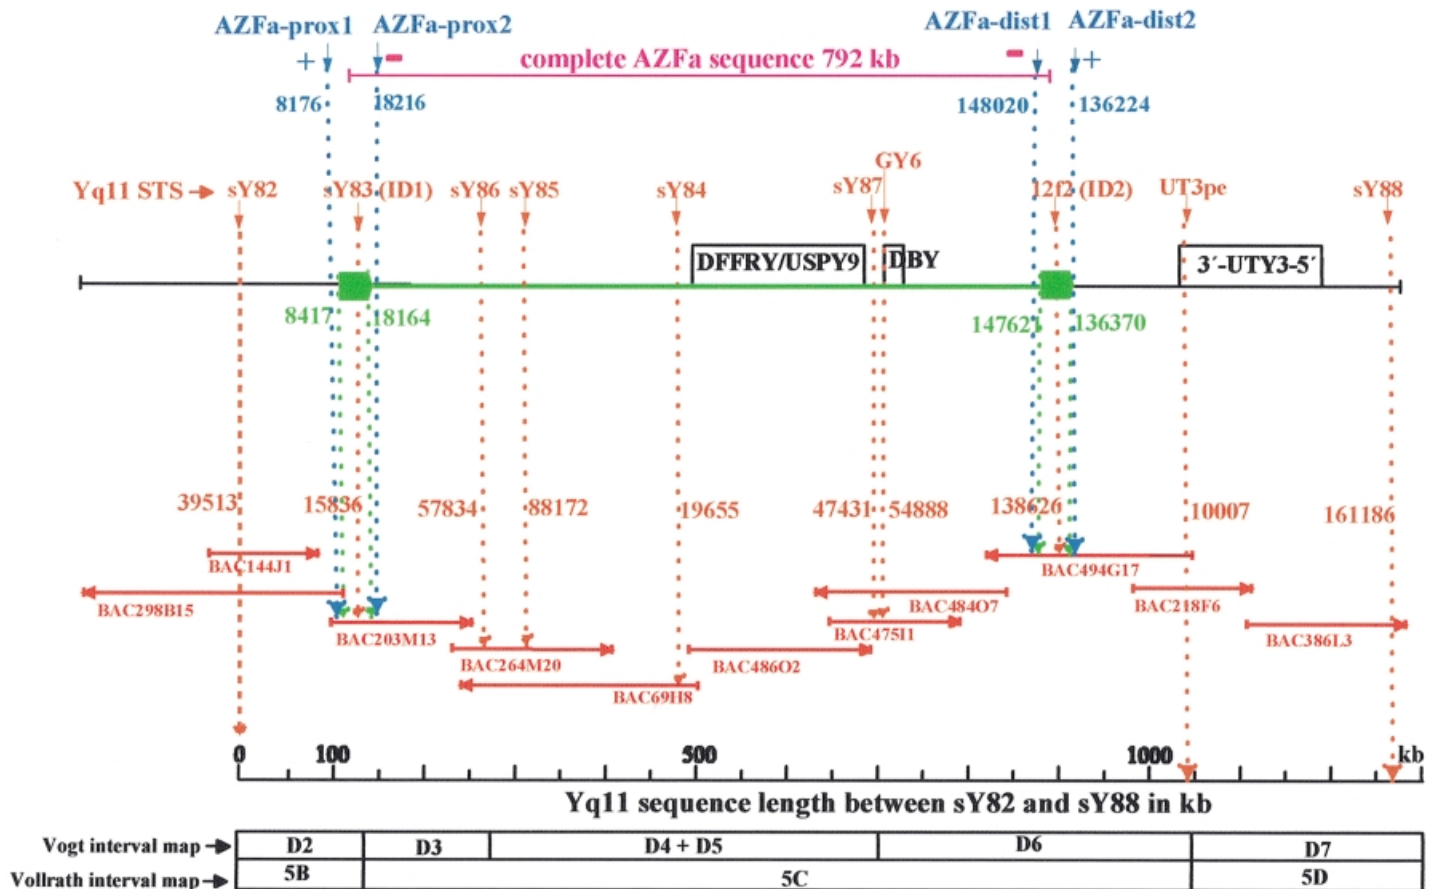 AZFa-prox1 AZFa-prox2 AZFa-dist1 AZFa-dist2
+ - complete AZFa sequence 792 kb - +
8176 18216 148020 136224
GY6
Yq11 STS sY82 sY83 (ID1) sY86 sY85 sY84 sY87 12f2 (ID2) UT3pe sY88
DFFRY/USPY9 DBY 3´-UTY3-5´
8417 18164 147621 136370
39513 15836 57834 88172 19655 47431 54888 138626 10007 161186
BAC144J1 BAC494G17
BAC298B15 BAC484O7 BAC218F6
BAC203M13 BAC475I1 BAC386L3
BAC264M20 BAC486O2
BAC69H8
0 100 500 1000 kb
Yq11 sequence length between sY82 and sY88 in kb
Vogt interval map D2 D3 D4 + D5 D6 D7
Vollrath interval map 5B 5C 5D